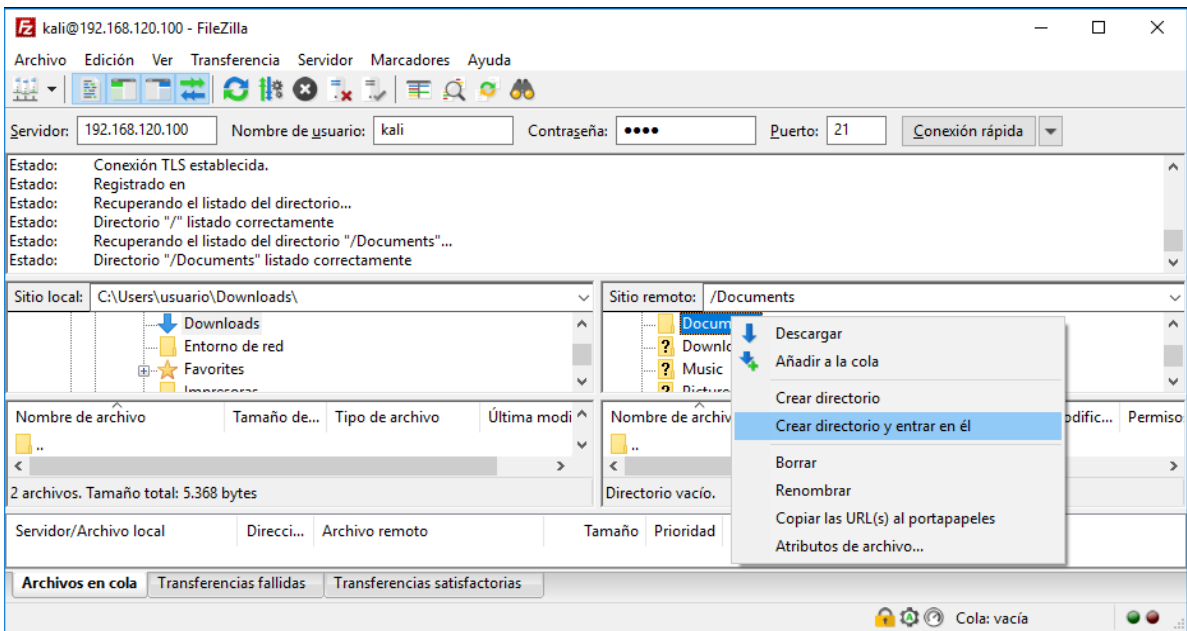 kali@192.168.120.100 - FileZilla
Archivo Edición Ver Transferencia Servidor Marcadores Ayuda
Servidor: 192.168.120.100 Nombre de usuario: kali Contraseña: •••• Puerto: 21 Conexión rápida
Estado: Conexión TLS establecida.
Estado: Registrado en
Estado: Recuperando el listado del directorio...
Estado: Directorio "/" listado correctamente
Estado: Recuperando el listado del directorio "/Documents"...
Estado: Directorio "/Documents" listado correctamente
Sitio local: C:\Users\usuario\Downloads\ Sitio remoto: /Documents
Downloads Docum
Entorno de red ? Downlo
Favorites ? Music
Impresoras ? Picture
Descargar
Añadir a la cola
Crear directorio
Crear directorio y entrar en él
Borrar
Renombrar
Copiar las URL(s) al portapapeles
Atributos de archivo...
Nombre de archivo Tamaño de... Tipo de archivo Última modi Nombre de archiv odific... Permiso
.. ..
2 archivos. Tamaño total: 5.368 bytes Directorio vacío.
Servidor/Archivo local Direcci... Archivo remoto Tamaño Prioridad
Archivos en cola Transferencias fallidas Transferencias satisfactorias
Cola: vacía